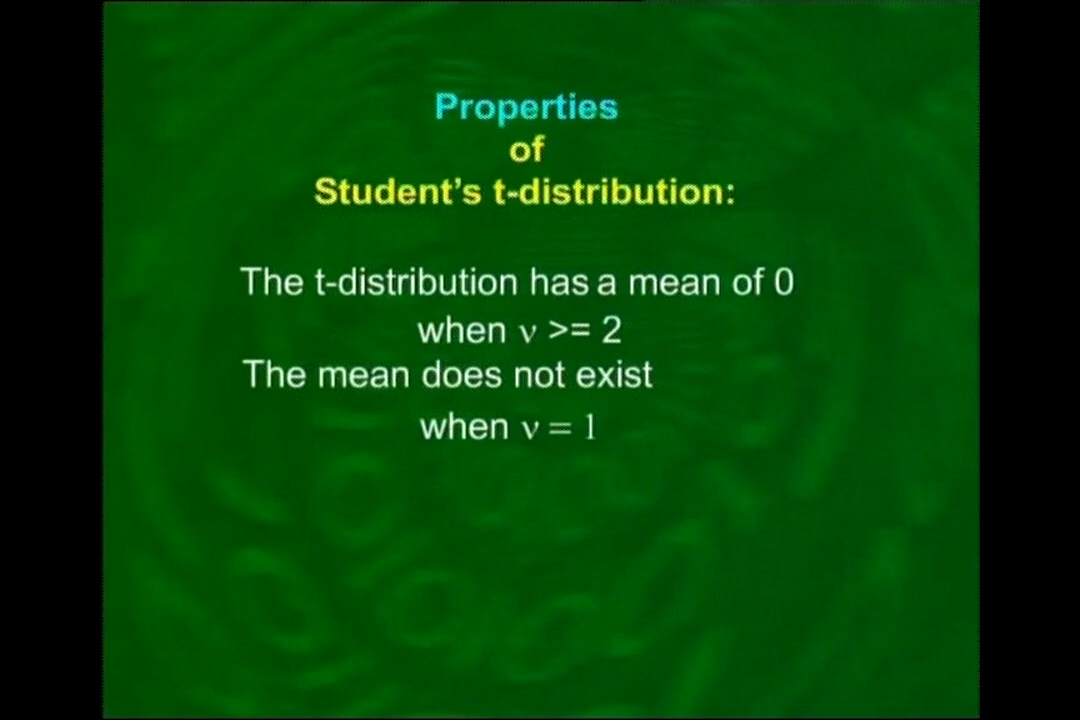 Properties
of
Student’s t-distribution:
The t-distribution has a mean of 0
when ν >= 2
The mean does not exist
when ν = 1